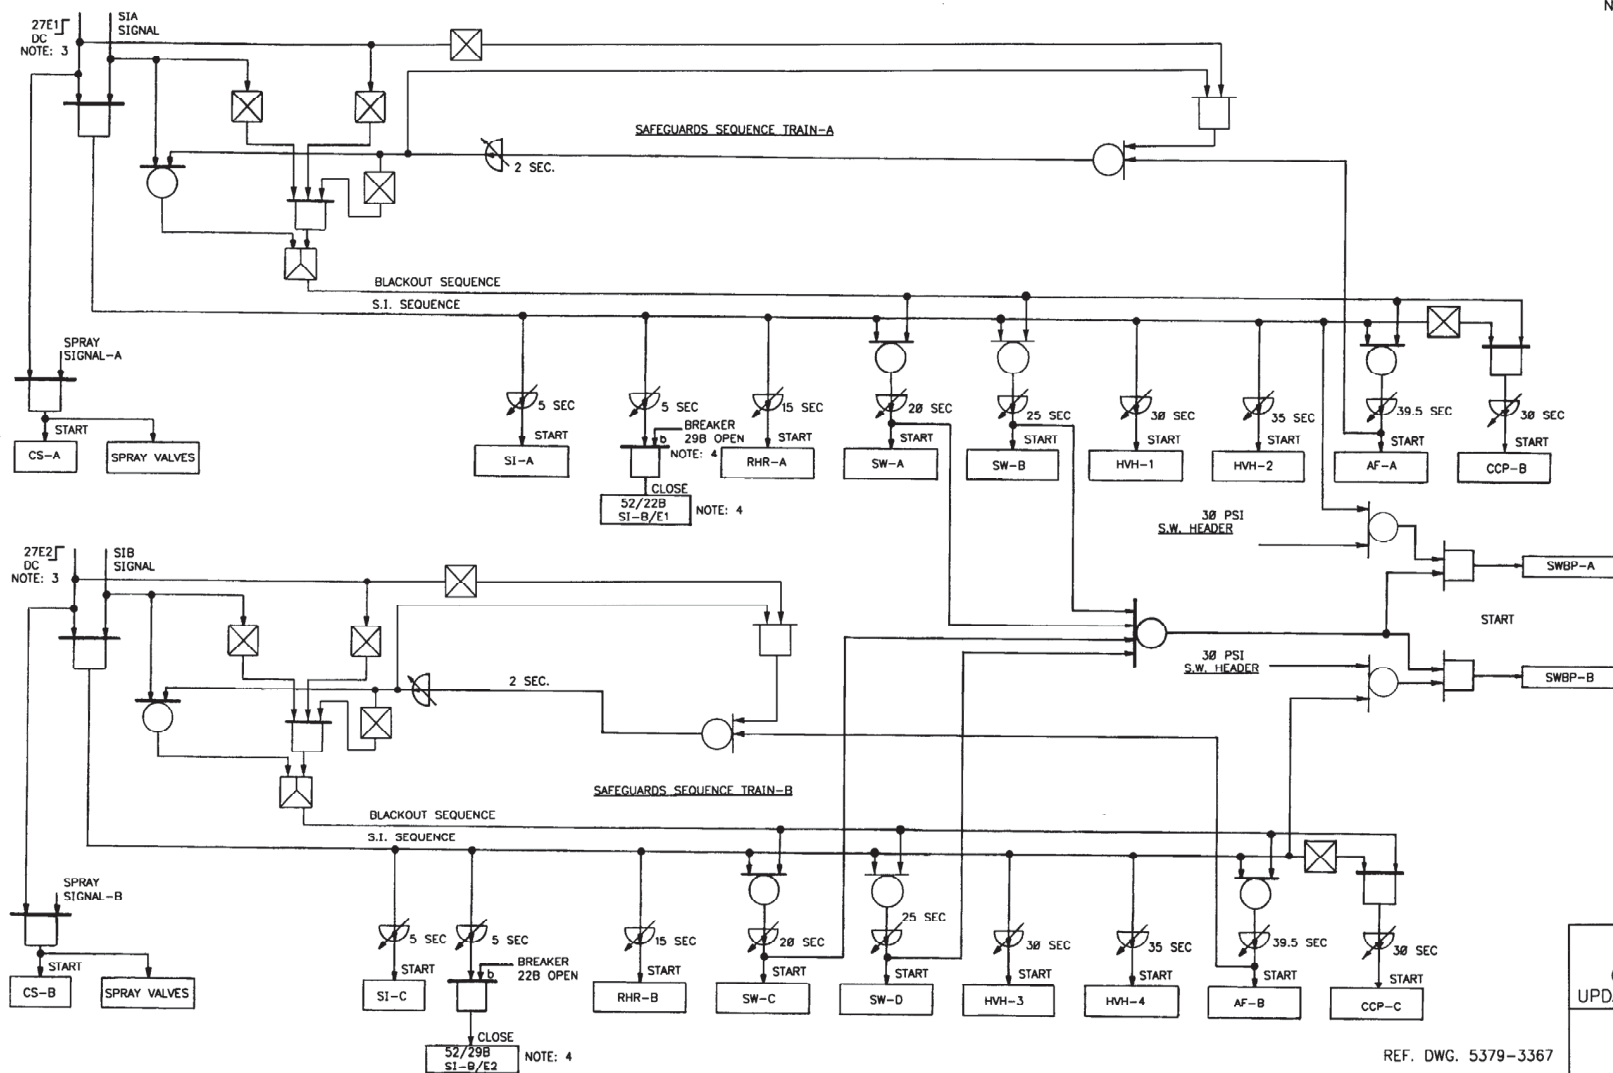 N
27E1
DC
NOTE: 3
SIA
SIGNAL
SAFEGUARDS SEQUENCE TRAIN-A
2 SEC.
BLACKOUT SEQUENCE
S.I. SEQUENCE
SPRAY
SIGNAL-A
START
CS-A
SPRAY VALVES
5 SEC
START
SI-A
5 SEC
BREAKER
29B OPEN
b
NOTE: 4
CLOSE
52/22B
SI-B/E1
NOTE: 4
15 SEC
START
RHR-A
20 SEC
START
SW-A
25 SEC
START
SW-B
30 SEC
START
HVH-1
35 SEC
START
HVH-2
39.5 SEC
START
AF-A
30 SEC
START
CCP-B
30 PSI
S.W. HEADER
SWBP-A
START
30 PSI
S.W. HEADER
SWBP-B
27E2
DC
NOTE: 3
SIB
SIGNAL
2 SEC.
SAFEGUARDS SEQUENCE TRAIN-B
BLACKOUT SEQUENCE
S.I. SEQUENCE
SPRAY
SIGNAL-B
START
CS-B
SPRAY VALVES
5 SEC
START
SI-C
5 SEC
BREAKER
22B OPEN
b
CLOSE
52/29B
SI-B/E2
NOTE: 4
15 SEC
START
RHR-B
20 SEC
START
SW-C
25 SEC
START
SW-D
30 SEC
START
HVH-3
35 SEC
START
HVH-4
39.5 SEC
START
AF-B
30 SEC
START
CCP-C
UPD
REF. DWG. 5379-3367